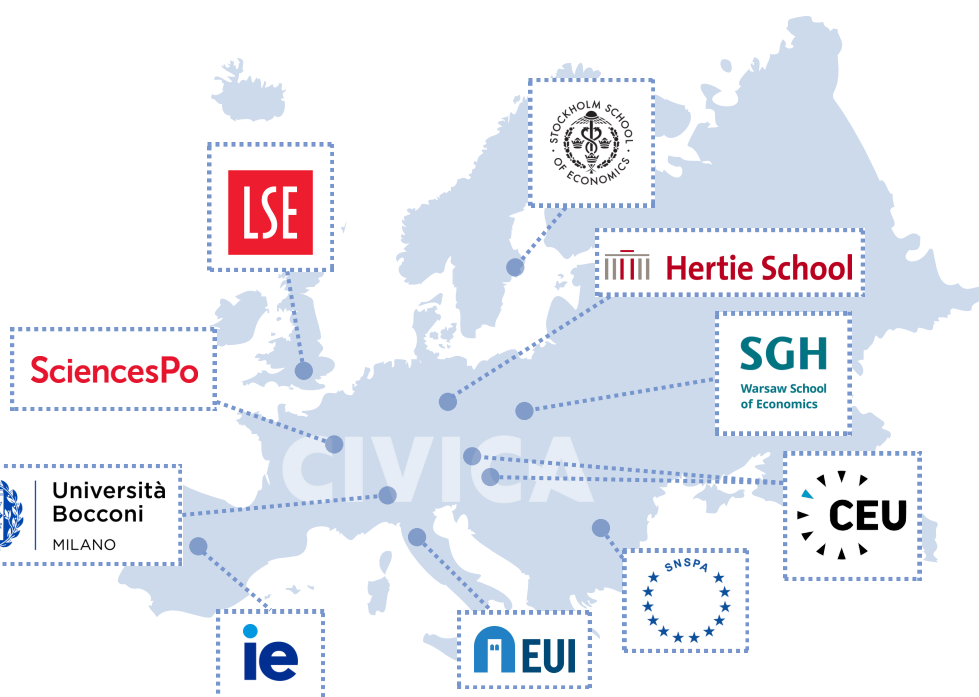 STOCKHOLM SCHOOL
OF ECONOMICS
LSE
Hertie School
SGH
Warsaw School
of Economics
SciencesPo
CIVICA
Università
Bocconi
MILANO
CEU
SNSPA
ie
EUI